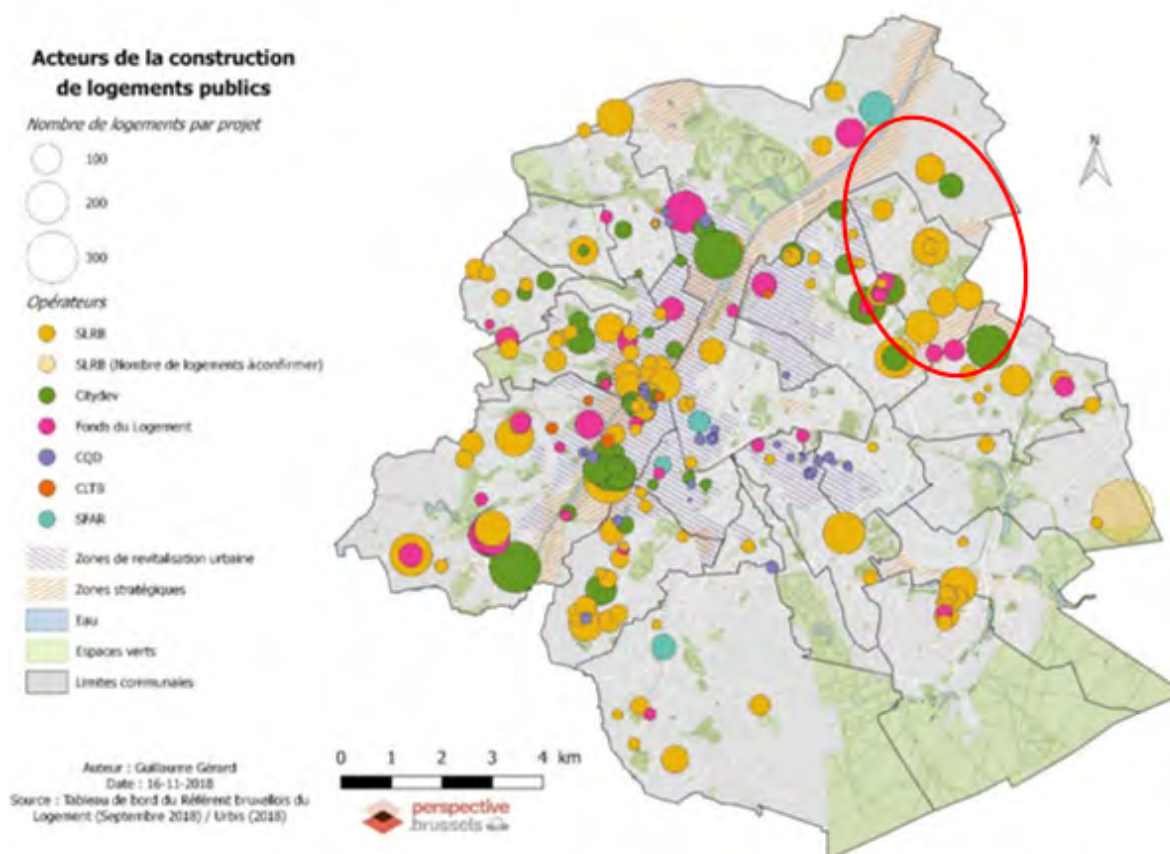 Acteurs de la construction
de logements publics
Nombre de logements par projet
100
200
300
Opérateurs
SLRB
SLRB (Nombre de logements à confirmer)
Citydev
Fonds du Logement
CQD
CLTB
SFAR
Zones de revitalisation urbaine
Zones stratégiques
Eau
Espaces verts
Limites communales
Auteur : Guillaume Gérard
Date : 16-11-2018
Source : Tableau de bord du Référent bruxellois du
Logement (Septembre 2018) / Urbis (2018)
0 1 2 3 4 km
perspective
.brussels
N